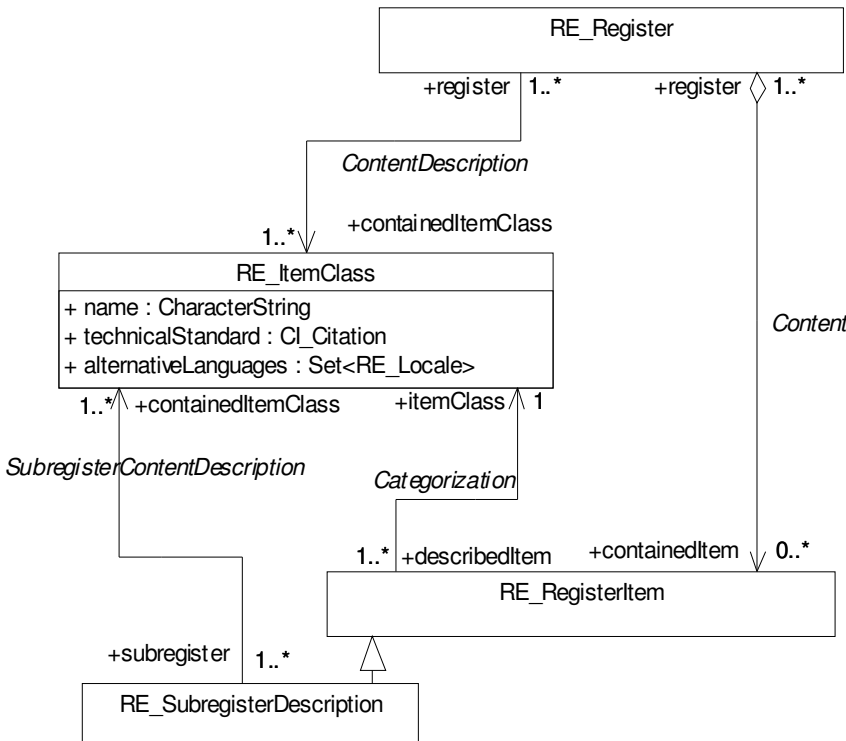 RE_Register
+register 1..* +register 1..*
ContentDescription
1..* +containedItemClass
RE_ItemClass
+ name : CharacterString
+ technicalStandard : CI_Citation
+ alternativeLanguages : Set<RE_Locale>
Content
1..* +containedItemClass +itemClass 1
SubregisterContentDescription
Categorization
1..* +describedItem +containedItem 0..*
RE_RegisterItem
+subregister 1..*
RE_SubregisterDescription